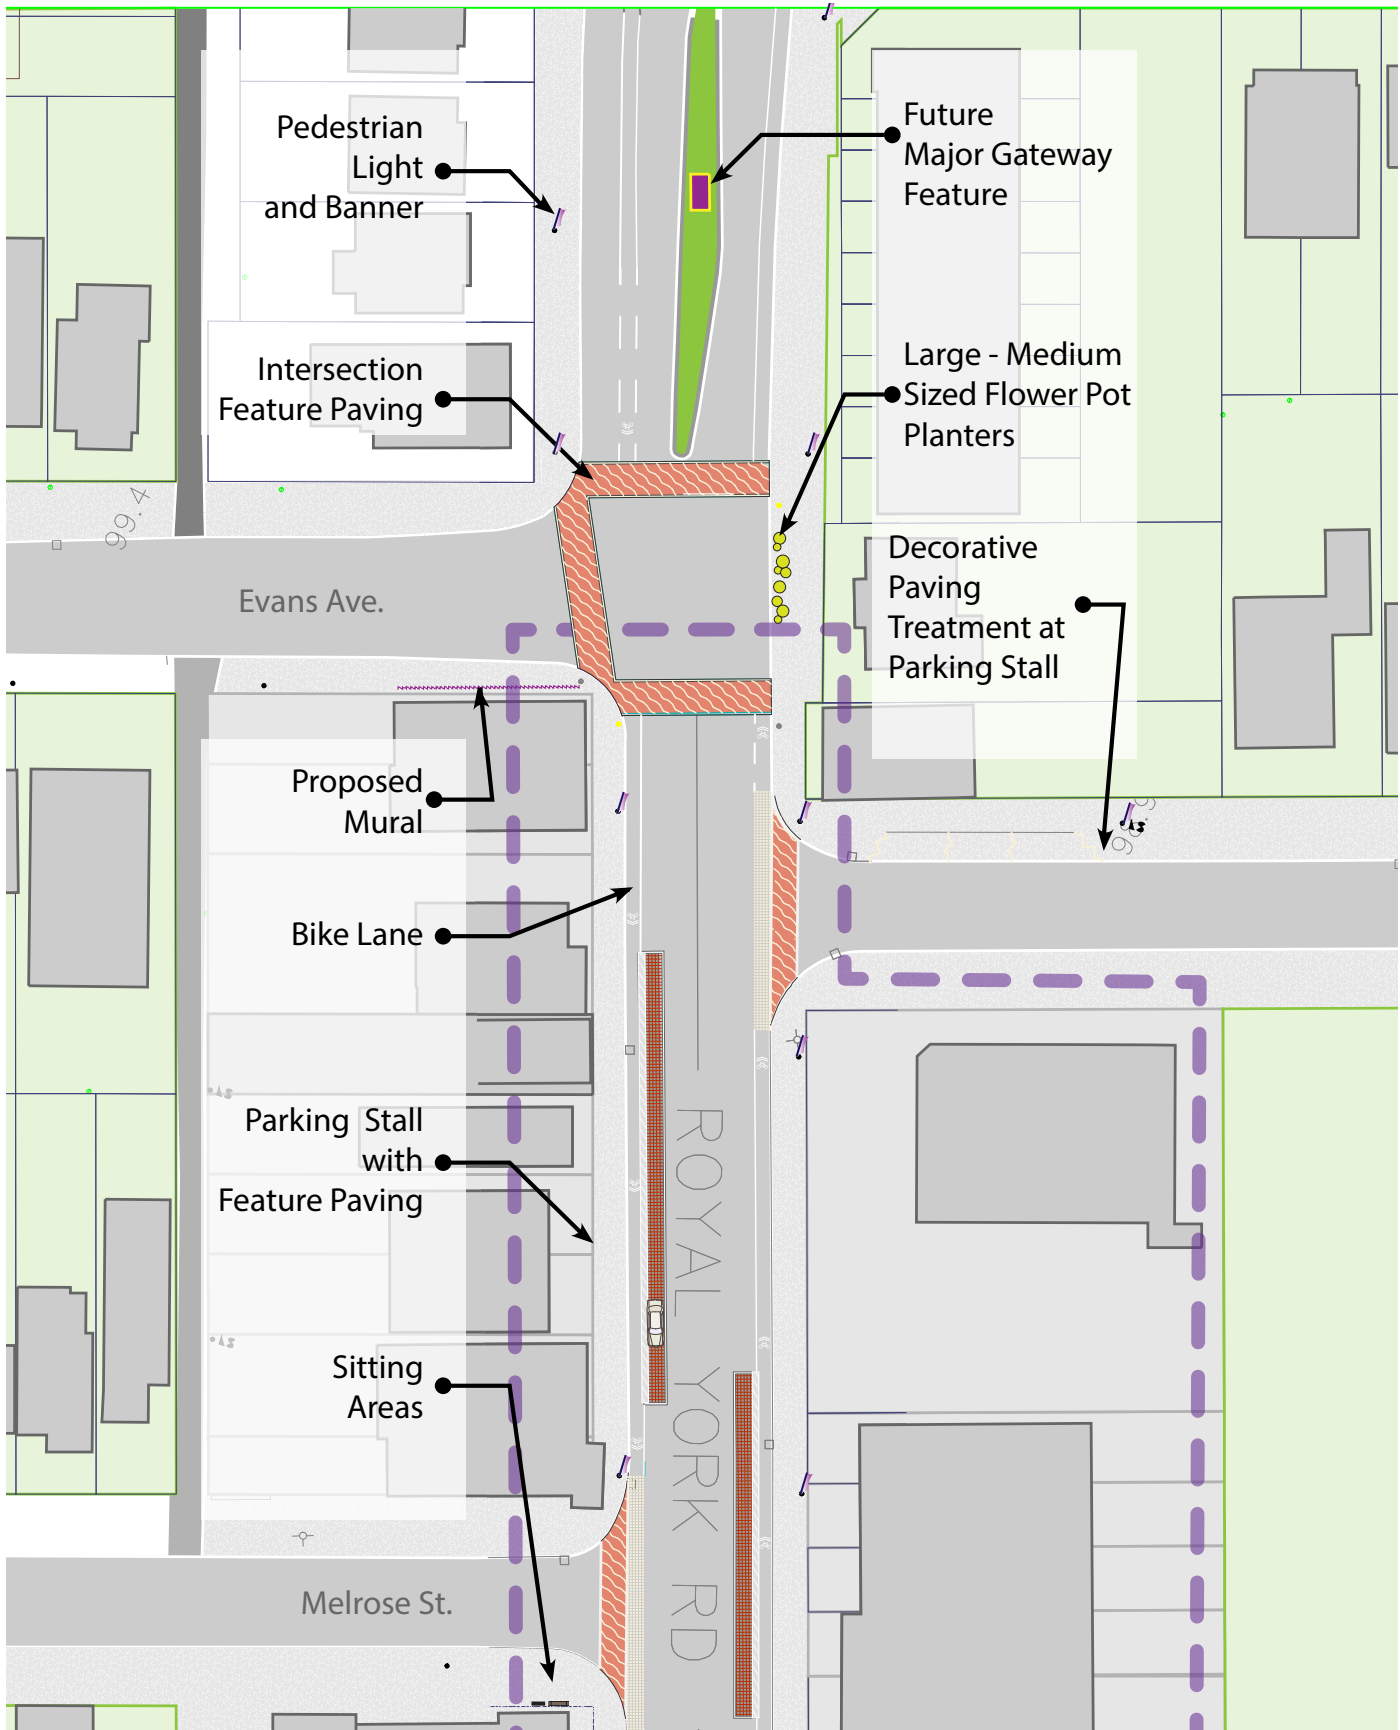 Pedestrian
Light
and Banner
Future
Major Gateway
Feature
Intersection
Feature Paving
Large - Medium
Sized Flower Pot
Planters
99.4
Evans Ave.
Decorative
Paving
Treatment at
Parking Stall
Proposed
Mural
Bike Lane
Parking Stall
with
Feature Paving
ROYAL YORK RD
Sitting
Areas
Melrose St.